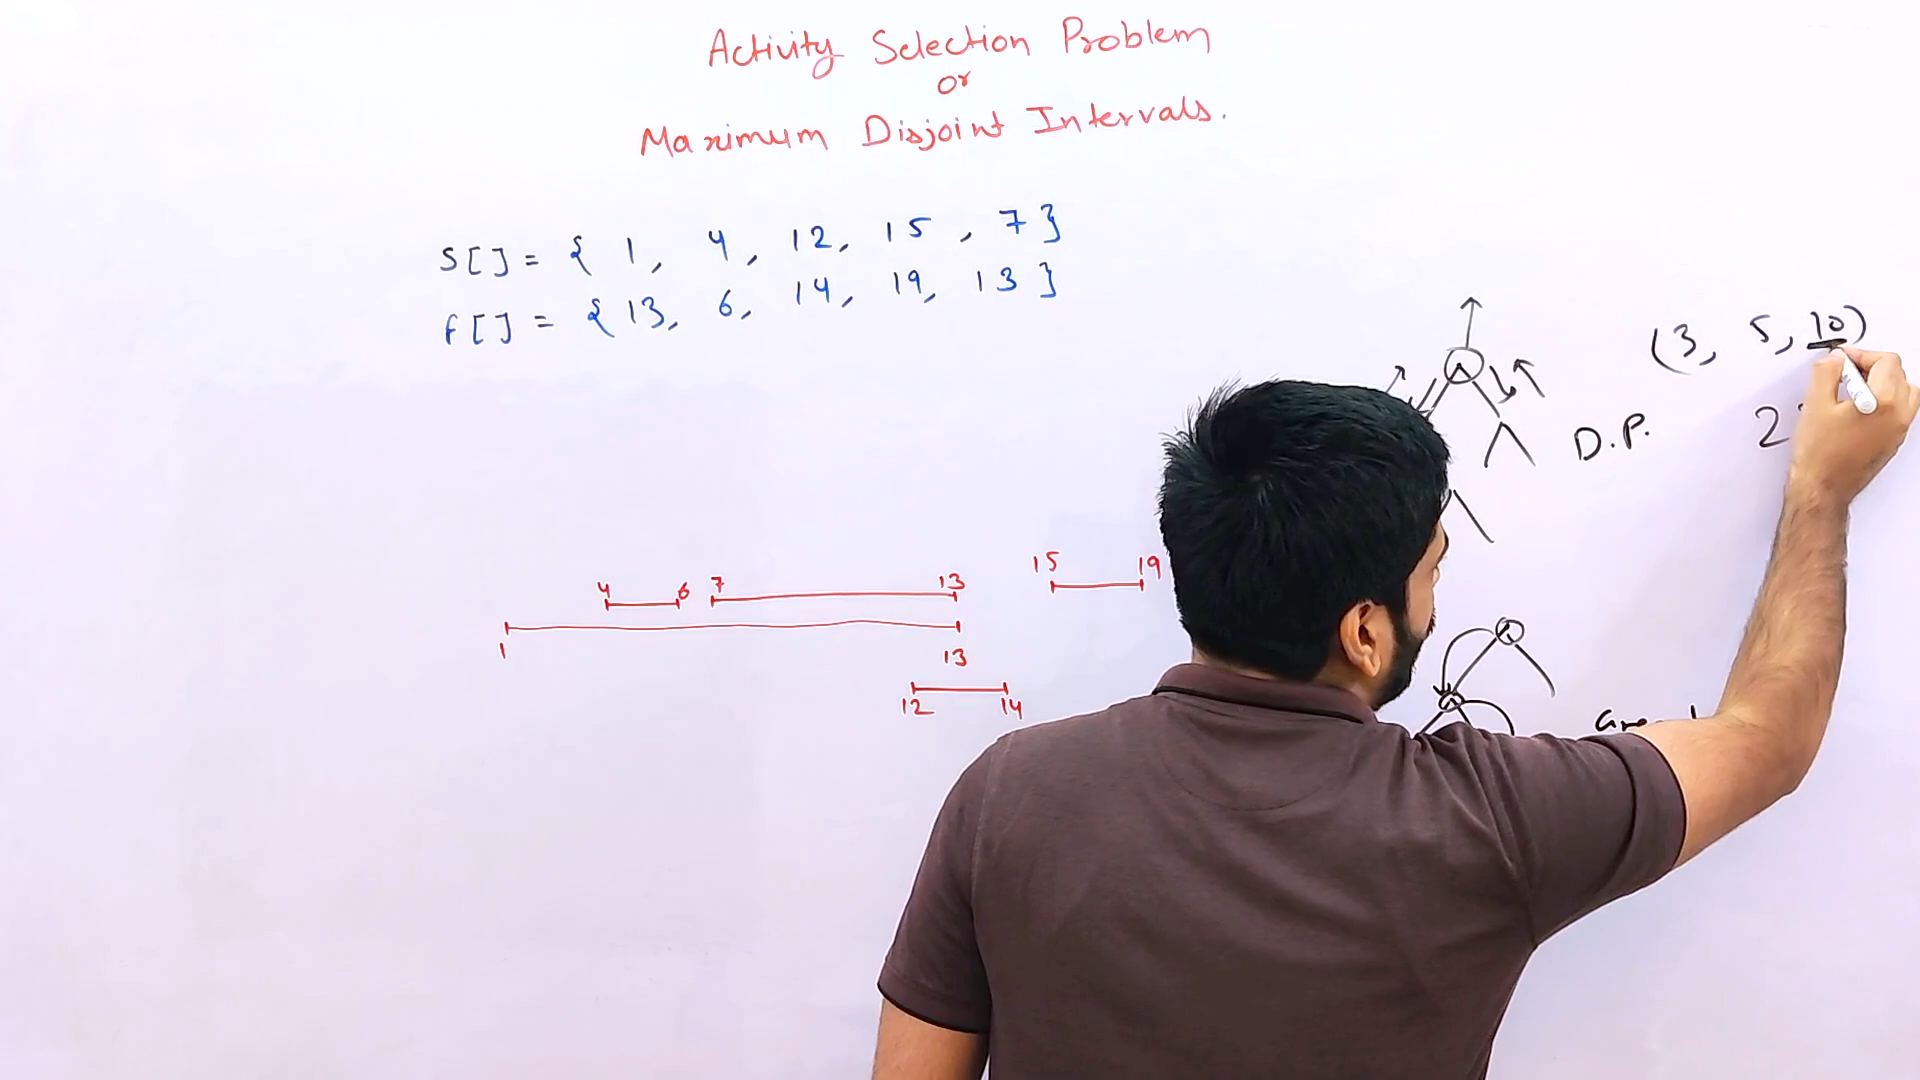 Activity Selection Problem
or
Maximum Disjoint Intervals.
S[] = { 1, 4, 12, 15, 7 }
f[] = { 13, 6, 14, 19, 13 }
(3, 5, 10)
D.P.
15 19
4 6 7 13
1 13
12 14